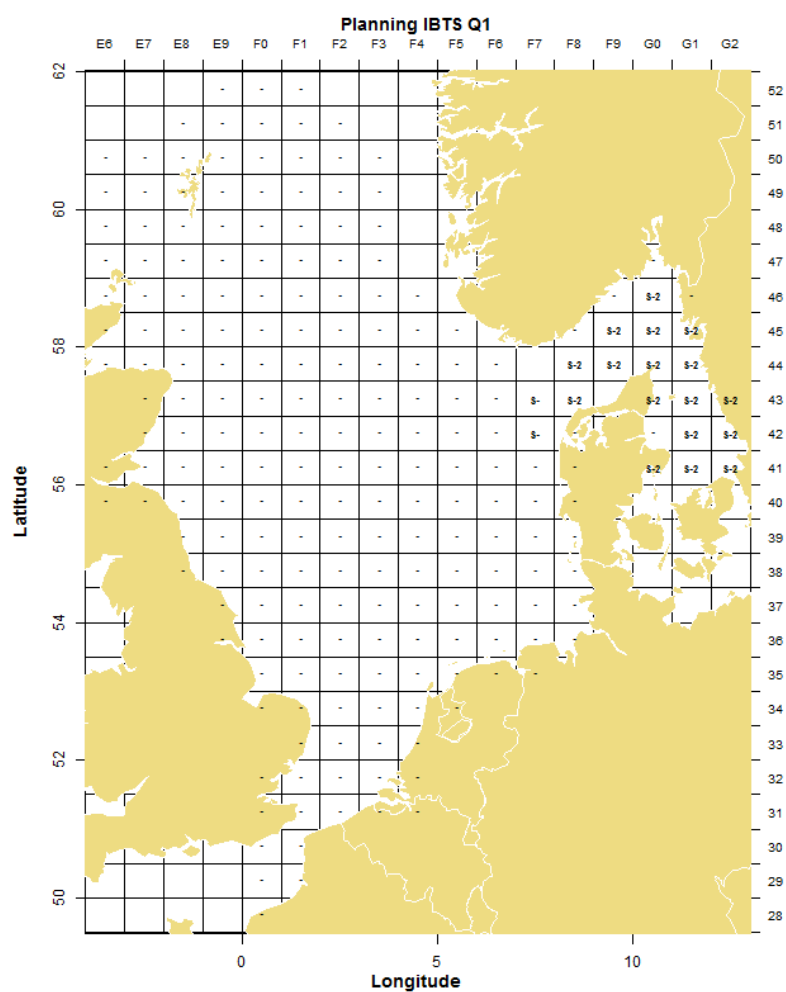 Planning IBTS Q1
E6 E7 E8 E9 F0 F1 F2 F3 F4 F5 F6 F7 F8 F9 G0 G1 G2
62
- - - 52
- - - - - 51
- - - - - - - 50
60 - - - - - - - - 49
- - - - - - - - 48
- - - - - - - - - 47
- - - - - - - - - - $-2 - 46
- - - - - - - - - - $-2 $-2 $-2 45
58
- - - - - - - - - - - $-2 $-2 $-2 $-2 44
- - - - - - - - - - $- $-2 $-2 $-2 $-2 43
- - - - - - - - - - $- - - $-2 $-2 42
- - - - - - - - - - - - - $-2 $-2 $-2 41
56
- - - - - - - - - - - - - 40
- - - - - - - - - - - 39
- - - - - - - - - - - 38
- - - - - - - - - - 37
54
- - - - - - - - - - 36
- - - - - - - 35
- - - - - - 34
- - - - 33
52
- - - - - 32
- - - - - 31
- - 30
50 - - 29
- 28
Latitude
0 5 10
Longitude